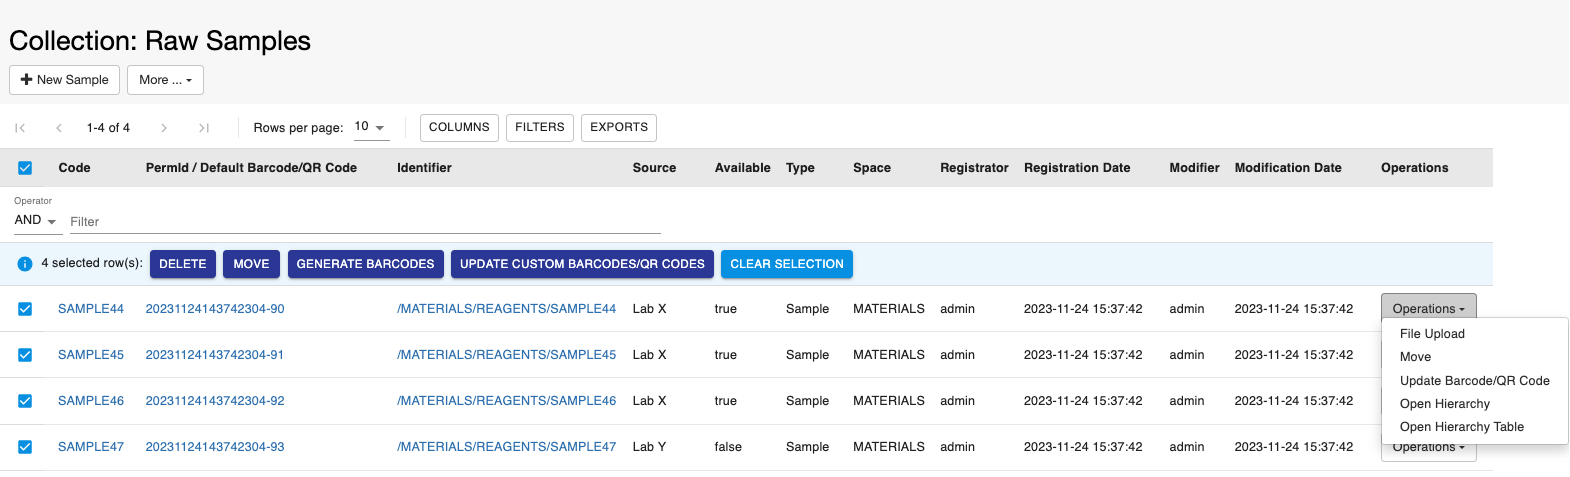 Collection: Raw Samples
New Sample More ...
1-4 of 4 Rows per page: 10 COLUMNS FILTERS EXPORTS
Code PermId / Default Barcode/QR Code Identifier Source Available Type Space Registrator Registration Date Modifier Modification Date Operations
Operator
AND Filter
4 selected row(s): DELETE MOVE GENERATE BARCODES UPDATE CUSTOM BARCODES/QR CODES CLEAR SELECTION
SAMPLE44 20231124143742304-90 /MATERIALS/REAGENTS/SAMPLE44 Lab X true Sample MATERIALS admin 2023-11-24 15:37:42 admin 2023-11-24 15:37:42 Operations
File Upload
SAMPLE45 20231124143742304-91 /MATERIALS/REAGENTS/SAMPLE45 Lab X true Sample MATERIALS admin 2023-11-24 15:37:42 admin 2023-11-24 15:37:42 Move
Update Barcode/QR Code
SAMPLE46 20231124143742304-92 /MATERIALS/REAGENTS/SAMPLE46 Lab X true Sample MATERIALS admin 2023-11-24 15:37:42 admin 2023-11-24 15:37:42 Open Hierarchy
Open Hierarchy Table
SAMPLE47 20231124143742304-93 /MATERIALS/REAGENTS/SAMPLE47 Lab Y false Sample MATERIALS admin 2023-11-24 15:37:42 admin 2023-11-24 15:37:42 Operations